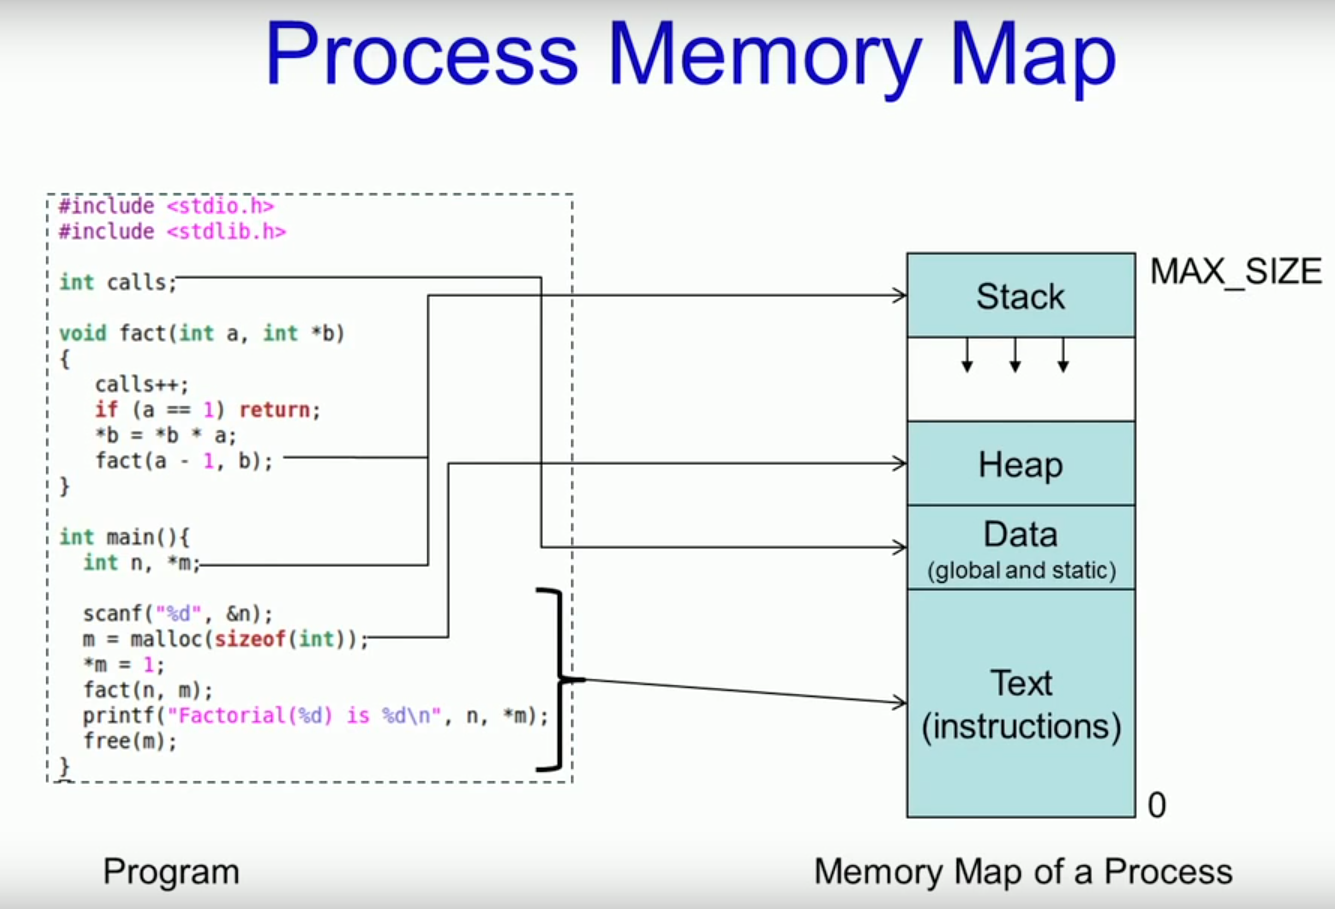 Process Memory Map
#include <stdio.h>
#include <stdlib.h>
int calls;
void fact(int a, int *b)
{
calls++;
if (a == 1) return;
*b = *b * a;
fact(a - 1, b);
}
int main(){
int n, *m;
scanf("%d", &n);
m = malloc(sizeof(int));
*m = 1;
fact(n, m);
printf("Factorial(%d) is %d\n", n, *m);
free(m);
}
Program
MAX_SIZE
Stack
Heap
Data
(global and static)
Text
(instructions)
0
Memory Map of a Process